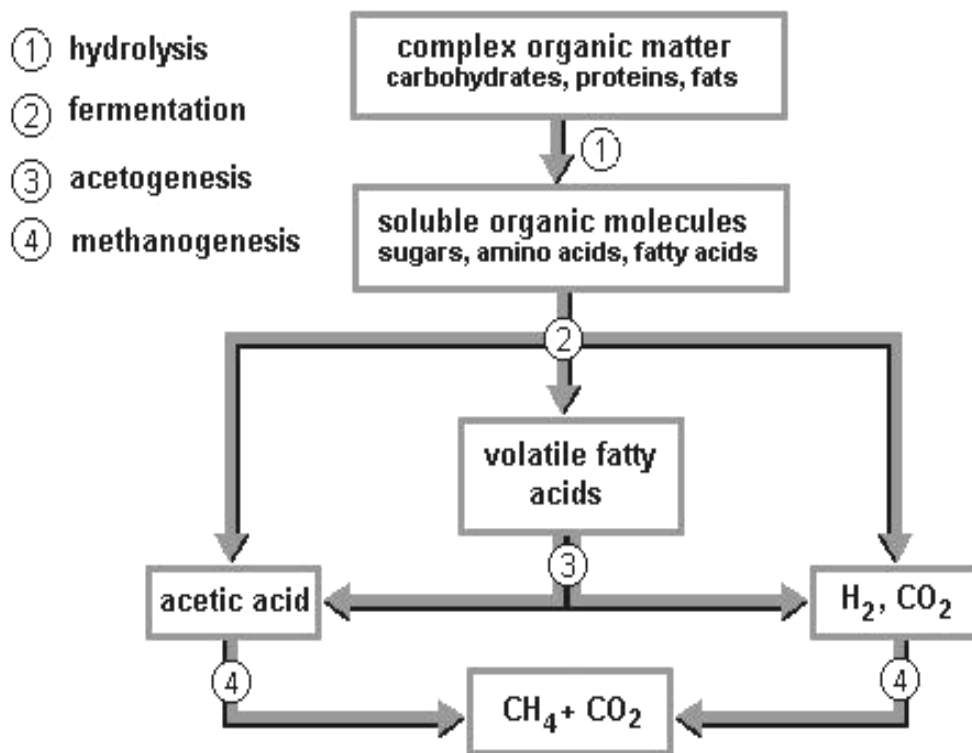 ① hydrolysis
② fermentation
③ acetogenesis
④ methanogenesis
complex organic matter
carbohydrates, proteins, fats
①
soluble organic molecules
sugars, amino acids, fatty acids
②
volatile fatty
acids
③
acetic acid
H₂, CO₂
④
④
CH₄ + CO₂